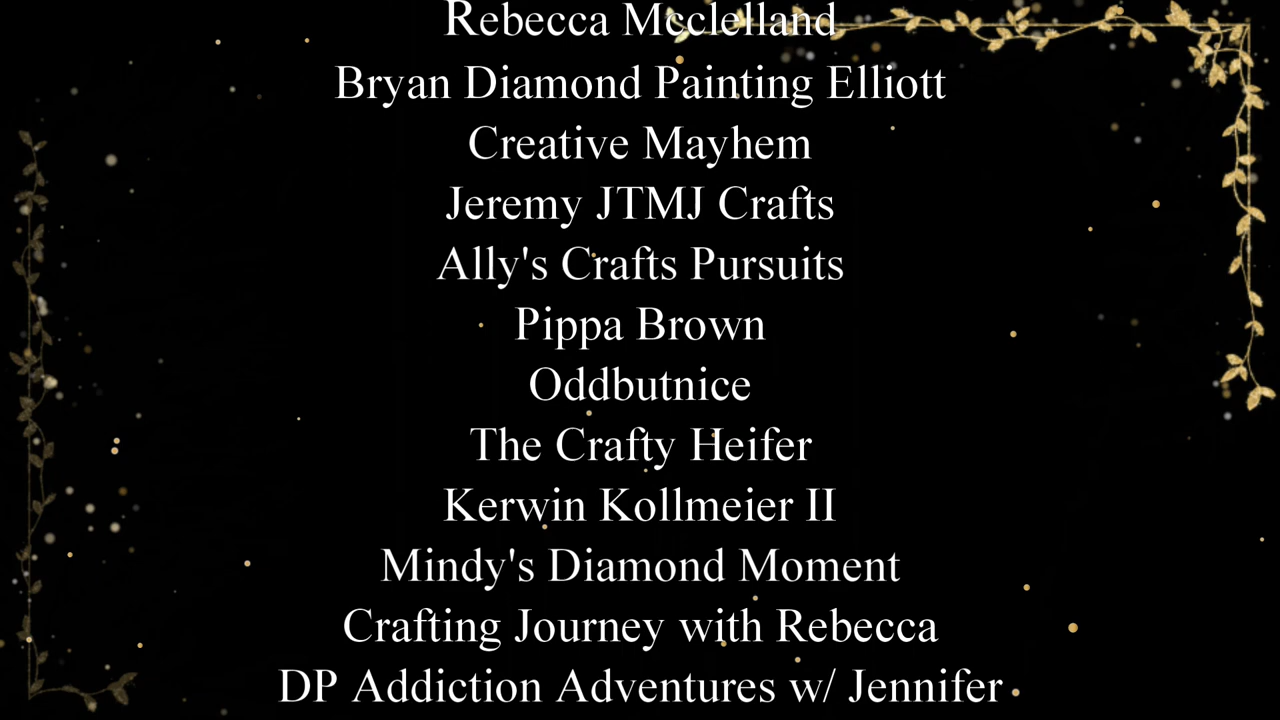 Rebecca Mcclelland
Bryan Diamond Painting Elliott
Creative Mayhem
Jeremy JTMJ Crafts
Ally's Crafts Pursuits
Pippa Brown
Oddbutnice
The Crafty Heifer
Kerwin Kollmeier II
Mindy's Diamond Moment
Crafting Journey with Rebecca
DP Addiction Adventures w/ Jennifer